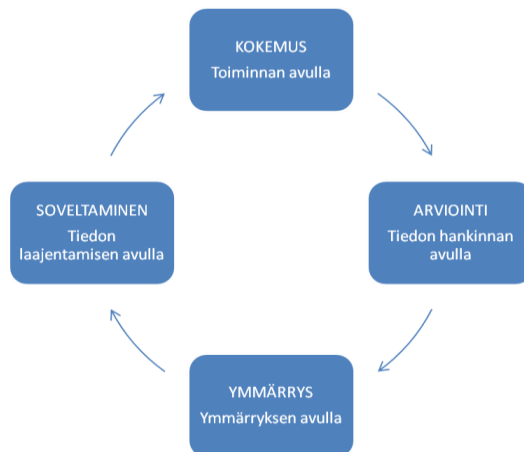 KOKEMUS
Toiminnan avulla
SOVELTAMINEN
Tiedon
laajentamisen avulla
ARVIOINTI
Tiedon hankinnan
avulla
YMMÄRRYS
Ymmärryksen avulla